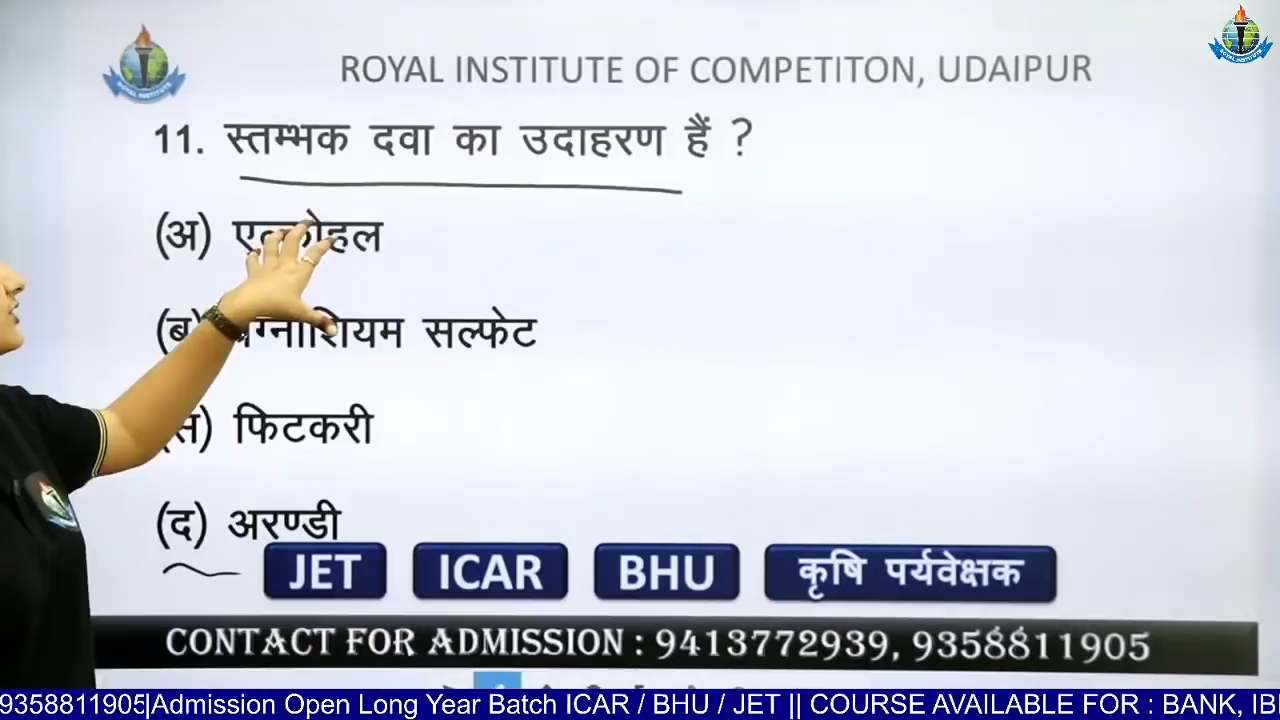 ROYAL INSTITUTE OF COMPETITON, UDAIPUR
11. स्तम्भक दवा का उदाहरण हैं ?
(अ)
(ब) सल्फेट
(स) फिटकरी
(द) अरण्डी
JET ICAR BHU कृषि पर्यवेक्षक
CONTACT FOR ADMISSION : 9413772939, 9358811905
9358811905|Admission Open Long Year Batch ICAR / BHU / JET || COURSE AVAILABLE FOR : BANK,